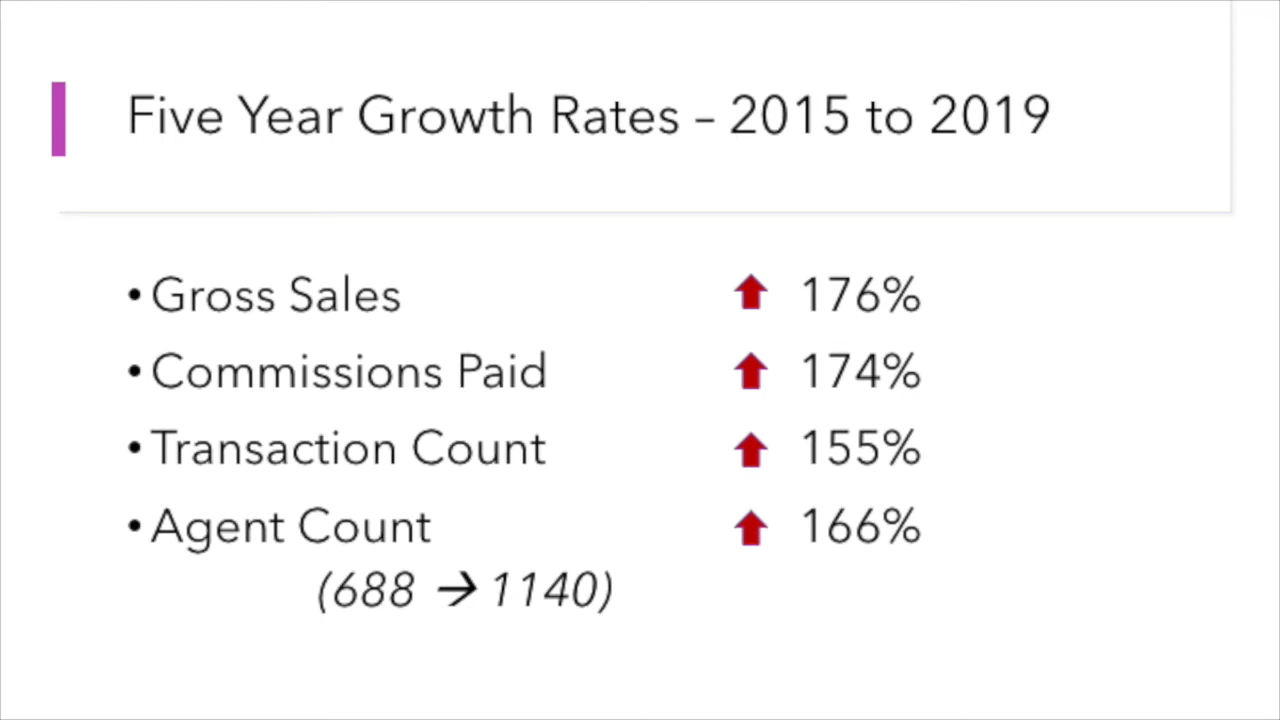 Five Year Growth Rates – 2015 to 2019
• Gross Sales 176%
• Commissions Paid 174%
• Transaction Count 155%
• Agent Count 166%
(688 → 1140)